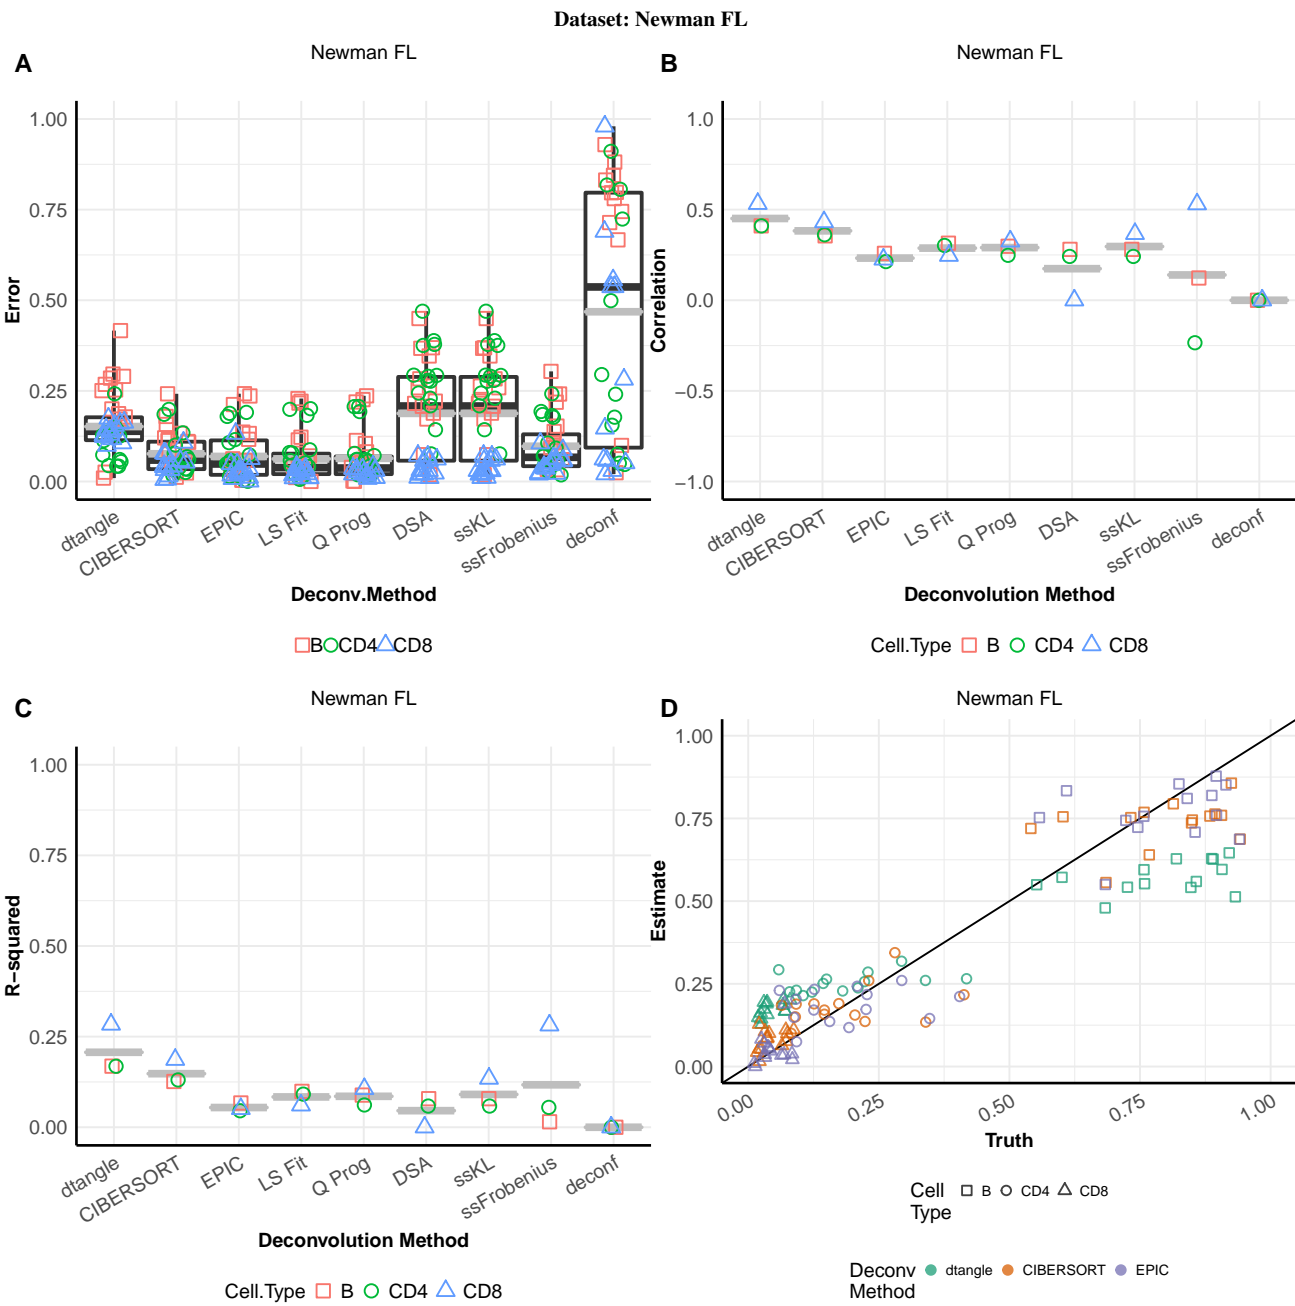 Dataset: Newman FL
A
Newman FL
1.00
0.75
0.50
0.25
0.00
Error
dtangle
CIBERSORT
EPIC
LS Fit
Q Prog
DSA
ssKL
ssFrobenius
deconf
Deconv.Method
B CD4 CD8
B
Newman FL
1.0
0.5
0.0
−0.5
−1.0
Correlation
dtangle
CIBERSORT
EPIC
LS Fit
Q Prog
DSA
ssKL
ssFrobenius
deconf
Deconvolution Method
Cell.Type B CD4 CD8
C
Newman FL
1.00
0.75
0.50
0.25
0.00
R−squared
dtangle
CIBERSORT
EPIC
LS Fit
Q Prog
DSA
ssKL
ssFrobenius
deconf
Deconvolution Method
Cell.Type B CD4 CD8
D
Newman FL
1.00
0.75
0.50
0.25
0.00
Estimate
0.00
0.25
0.50
0.75
1.00
Truth
Cell
Type
B CD4 CD8
Deconv
Method
dtangle CIBERSORT EPIC